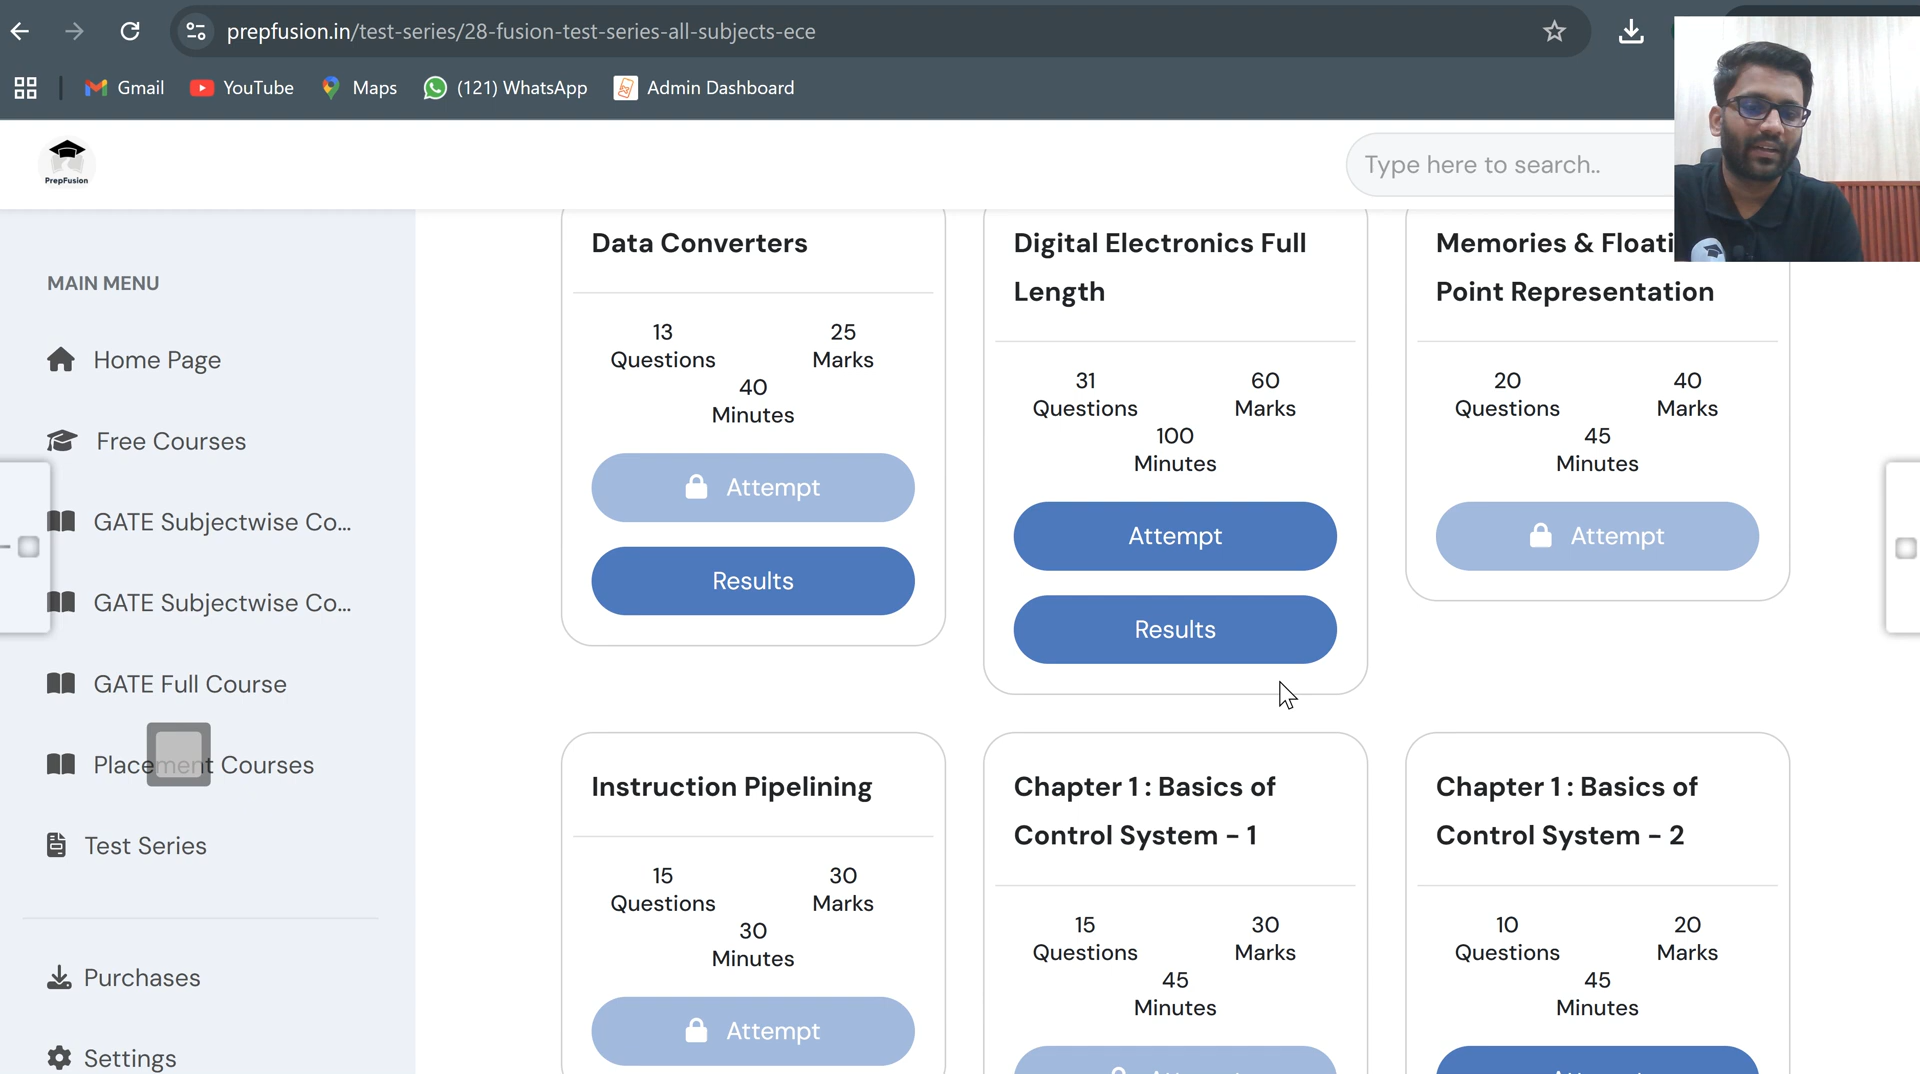 prepfusion.in/test-series/28-fusion-test-series-all-subjects-ece
Gmail
YouTube
Maps
(121) WhatsApp
Admin Dashboard
PrepFusion
Type here to search..
MAIN MENU
Home Page
Free Courses
GATE Subjectwise Co...
GATE Subjectwise Co...
GATE Full Course
Placement Courses
Test Series
Purchases
Settings
Data Converters
13
Questions
25
Marks
40
Minutes
Attempt
Results
Digital Electronics Full
Length
31
Questions
60
Marks
100
Minutes
Attempt
Results
Memories & Floati
Point Representation
20
Questions
40
Marks
45
Minutes
Attempt
Instruction Pipelining
15
Questions
30
Marks
30
Minutes
Attempt
Chapter 1 : Basics of
Control System - 1
15
Questions
30
Marks
45
Minutes
Chapter 1 : Basics of
Control System - 2
10
Questions
20
Marks
45
Minutes